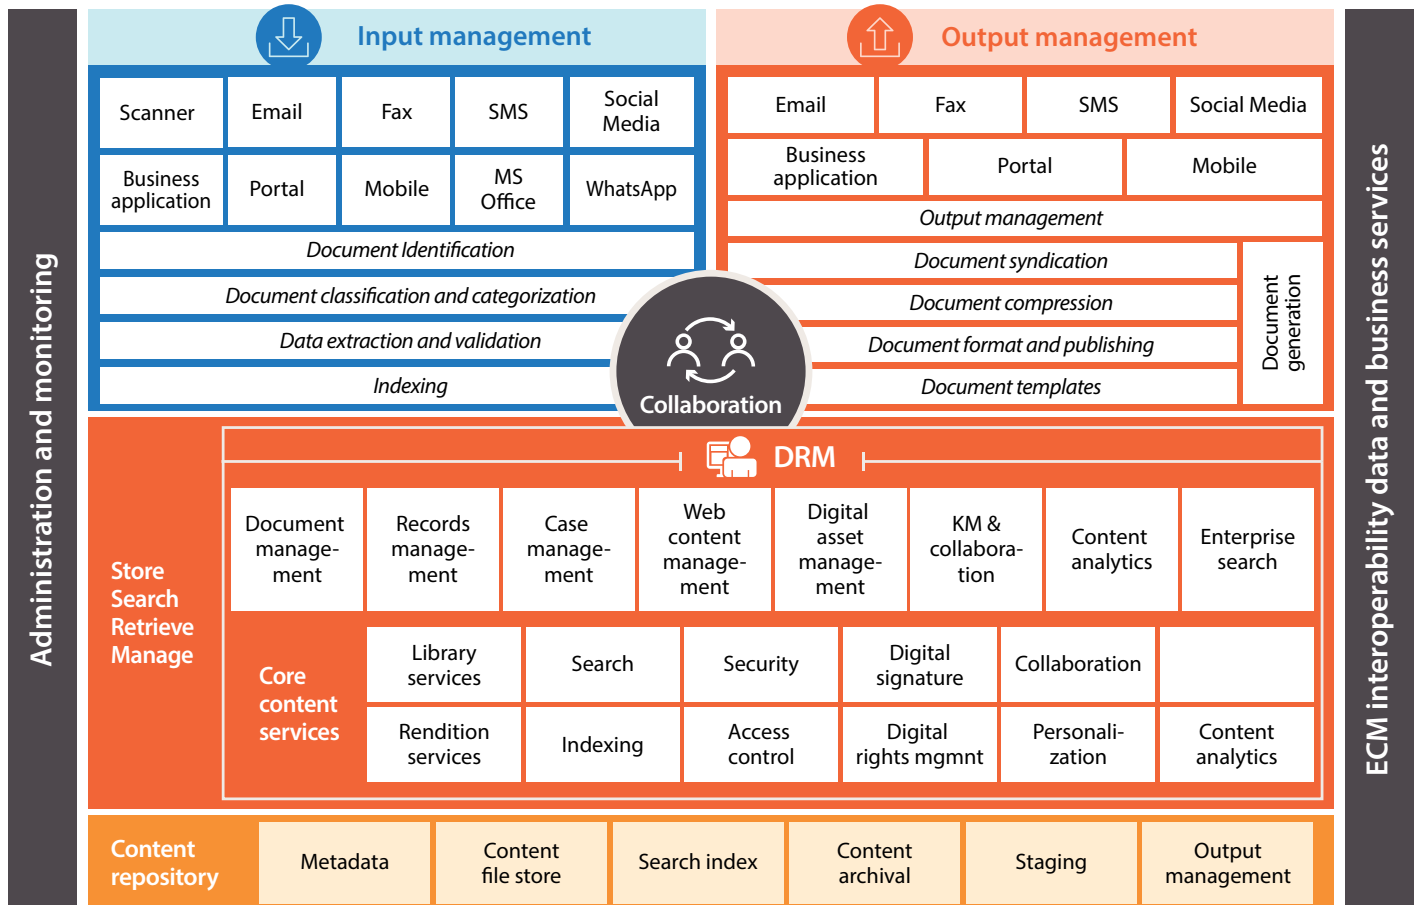 Administration and monitoring
Input management
Scanner
Email
Fax
SMS
Social
Media
Business
application
Portal
Mobile
MS
Office
WhatsApp
Document Identification
Document classification and categorization
Data extraction and validation
Indexing
Output management
Email
Fax
SMS
Social Media
Business
application
Portal
Mobile
Output management
Document syndication
Document compression
Document format and publishing
Document templates
Document
generation
Collaboration
DRM
Store
Search
Retrieve
Manage
Document
manage-
ment
Records
manage-
ment
Case
manage-
ment
Web
content
manage-
ment
Digital
asset
manage-
ment
KM &
collabora-
tion
Content
analytics
Enterprise
search
Core
content
services
Library
services
Search
Security
Digital
signature
Collaboration
Rendition
services
Indexing
Access
control
Digital
rights mgmnt
Personali-
zation
Content
analytics
Content
repository
Metadata
Content
file store
Search index
Content
archival
Staging
Output
management
ECM interoperability data and business services